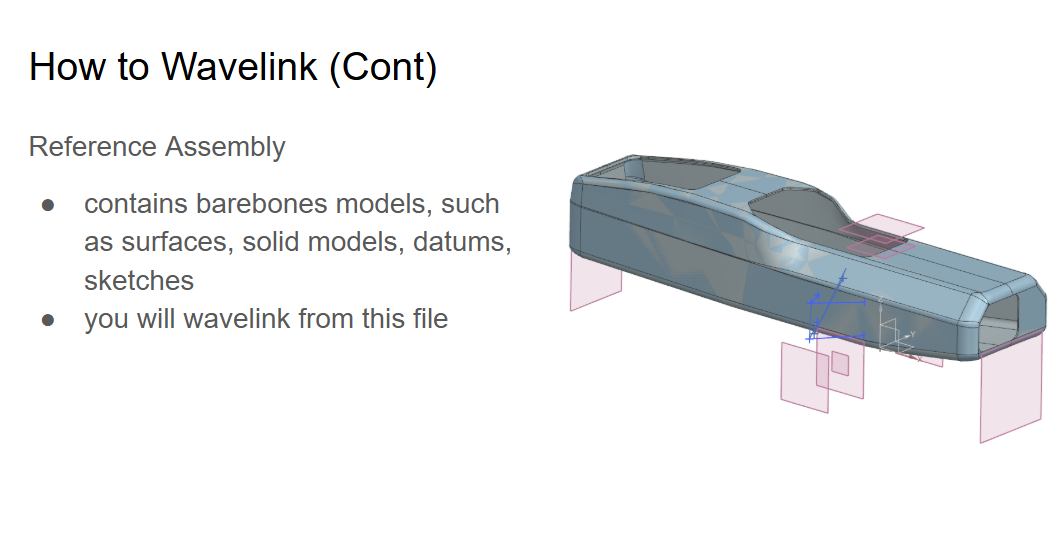 How to Wavelink (Cont)
Reference Assembly
● contains barebones models, such
as surfaces, solid models, datums,
sketches
● you will wavelink from this file
Y
X